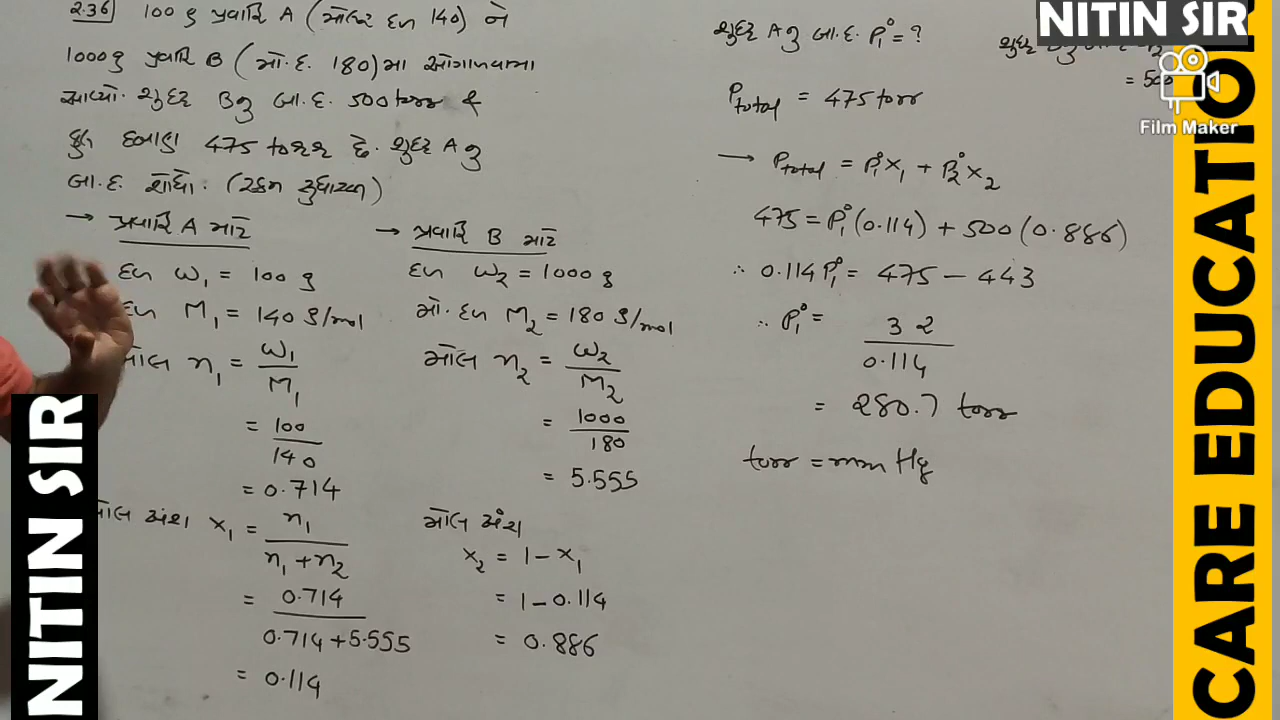 2.36 100 g પ્રવાહિ A (મોલર દળ 140) ને
1000 g પ્રવાહિ B (મો.દ. 180) મા ઓગાળવામા
આવ્યો. શુધ્ધ Bનુ બા.દ. 500 torr &
કુલ દબાણ 475 torr છે. શુધ્ધ A નુ
બા.દ. શોધો.
→ પ્રવાહિ A માટે
દળ w₁ = 100 g
દળ M₁ = 140 g/mol
મોલ n₁ = w₁/M₁
= 100/140
= 0.714
મોલ અંશ x₁ = n₁/(n₁+n₂)
= 0.714/(0.714+5.555)
= 0.114
→ પ્રવાહિ B માટે
દળ w₂ = 1000 g
મો. દળ M₂ = 180 g/mol
મોલ n₂ = w₂/M₂
= 1000/180
= 5.555
મોલ અંશ
x₂ = 1 - x₁
= 1 - 0.114
= 0.886
શુધ્ધ A નુ બા.દ. P₁° = ?
શુધ્ધ
= 500
P total = 475 torr
→ P total = P₁°x₁ + P₂°x₂
475 = P₁°(0.114) + 500(0.886)
∴ 0.114 P₁° = 475 - 443
∴ P₁° = 32/0.114
= 280.7 torr
torr = mm Hg
NITIN SIR
Film Maker
NITIN SIR
CARE EDUCATION